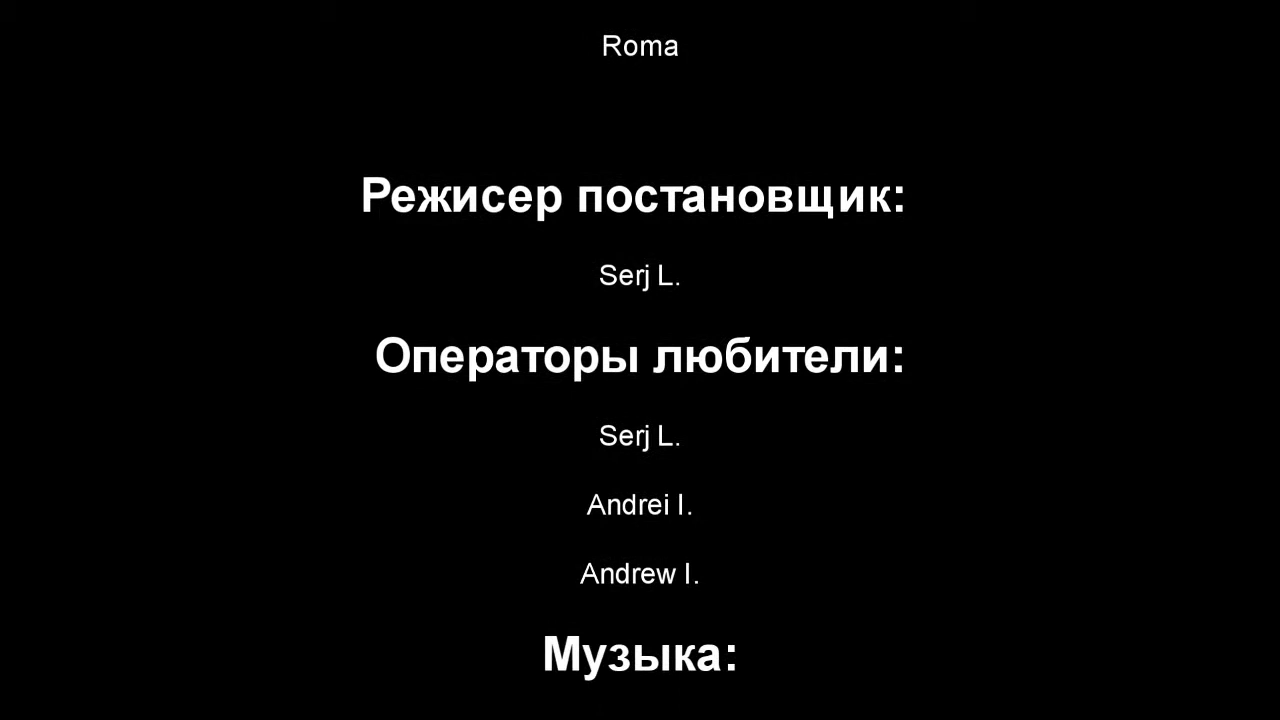 Roma
Режисер постановщик:
Serj L.
Операторы любители:
Serj L.
Andrei I.
Andrew I.
Музыка: